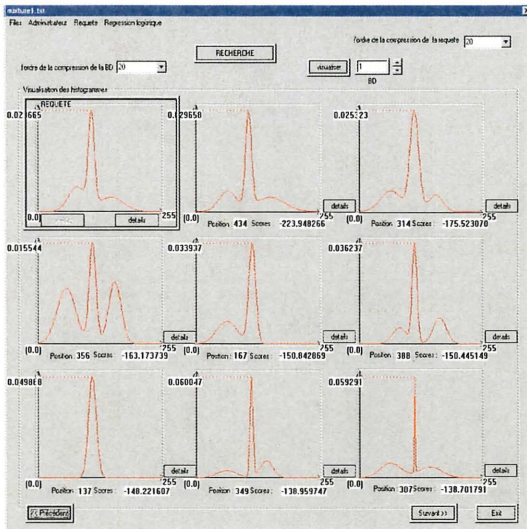 mixfuse1.txt
Files Administrateur Requete Regression logistique
l'ordre de la compression de la requete 20
RECHERCHE
l'ordre de la compression de la BD 20
visualiser 1
BD
Visualisation des histogrammes
REQUETE
0.021665
0.0)
details
255
0.029658
(0.0)
details
255
Position 434 Scores -223.948266
0.025323
(0.0)
details
255
Position 314 Scores -175.523070
0.015544
(0.0)
details
255
Position 356 Scores -163.173739
0.033937
(0.0)
details
255
Position 167 Scores -150.842869
0.036237
(0.0)
details
255
Position 388 Scores : -150.445149
0.049868
(0.0)
details
255
Position 137 Scores : -140.221607
0.060047
(0.0)
details
255
Position 349 Scores : -138.959747
0.059291
(0.0)
details
255
Position 307 Scores : -138.701791
<< Précédent
Suivant >>
Exit